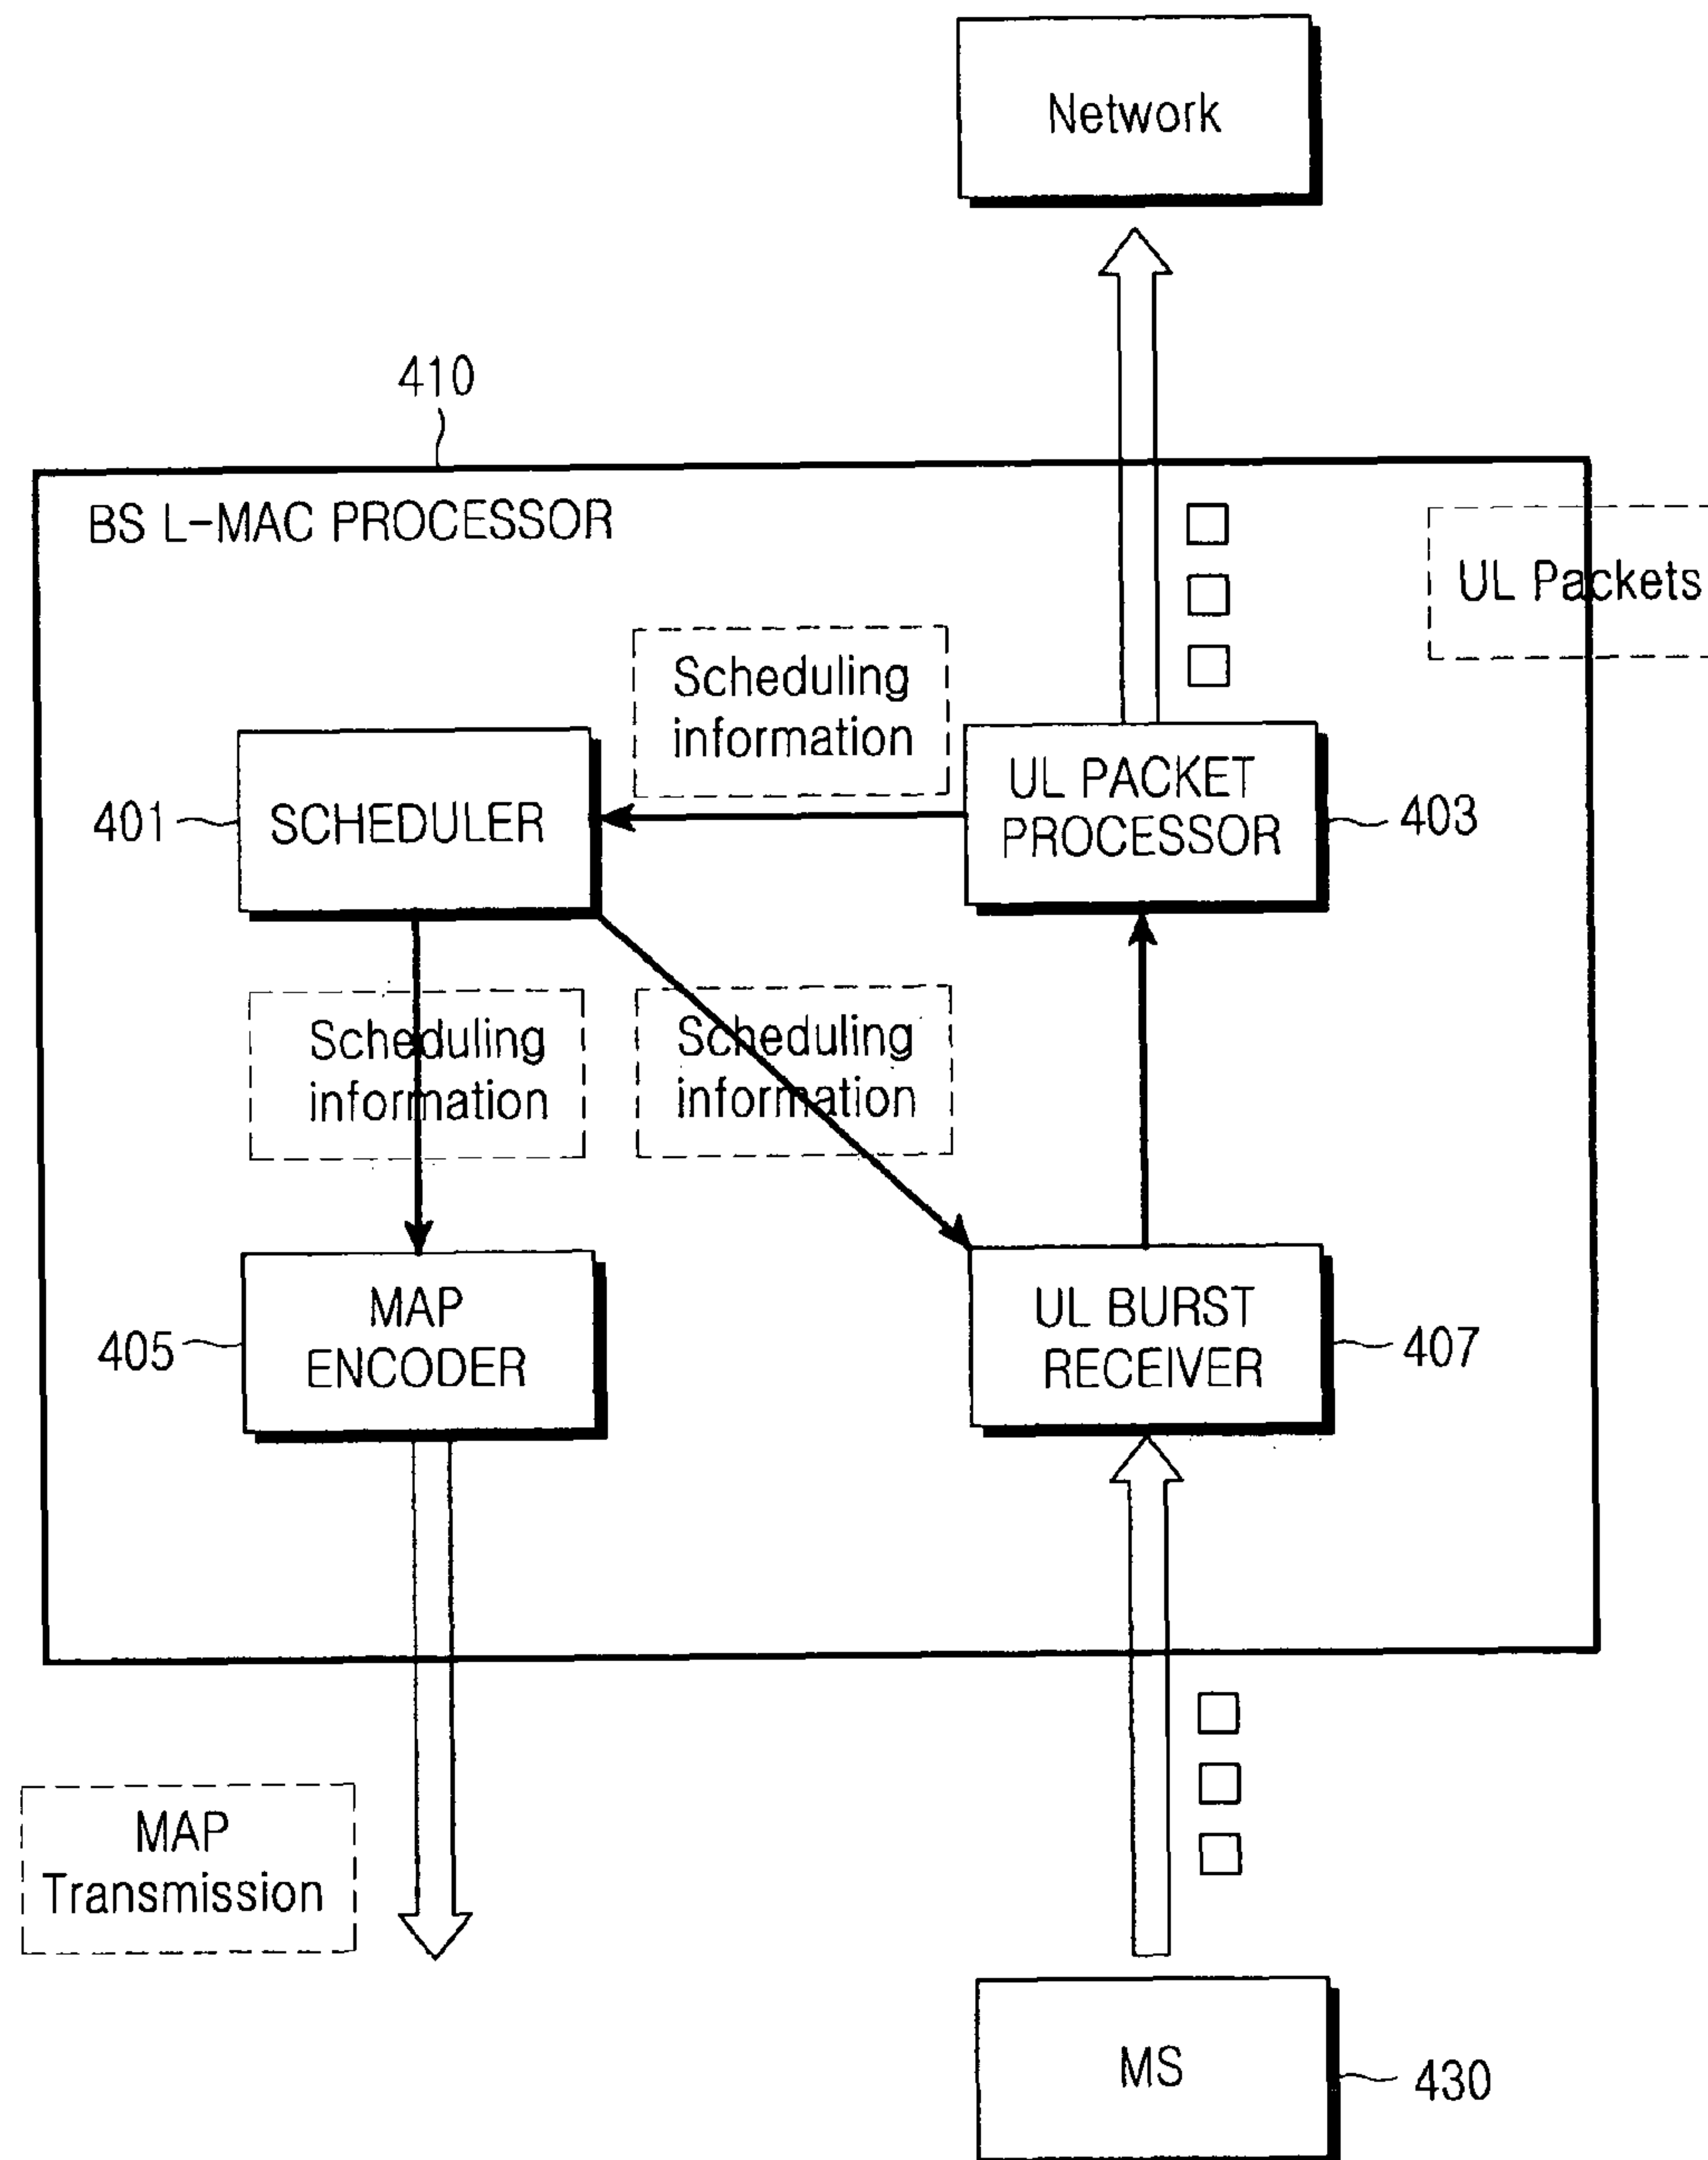 Network
410
BS L-MAC PROCESSOR
UL Packets
Scheduling
information
401
SCHEDULER
UL PACKET
PROCESSOR
403
Scheduling
information
Scheduling
information
405
MAP
ENCODER
UL BURST
RECEIVER
407
MAP
Transmission
MS
430